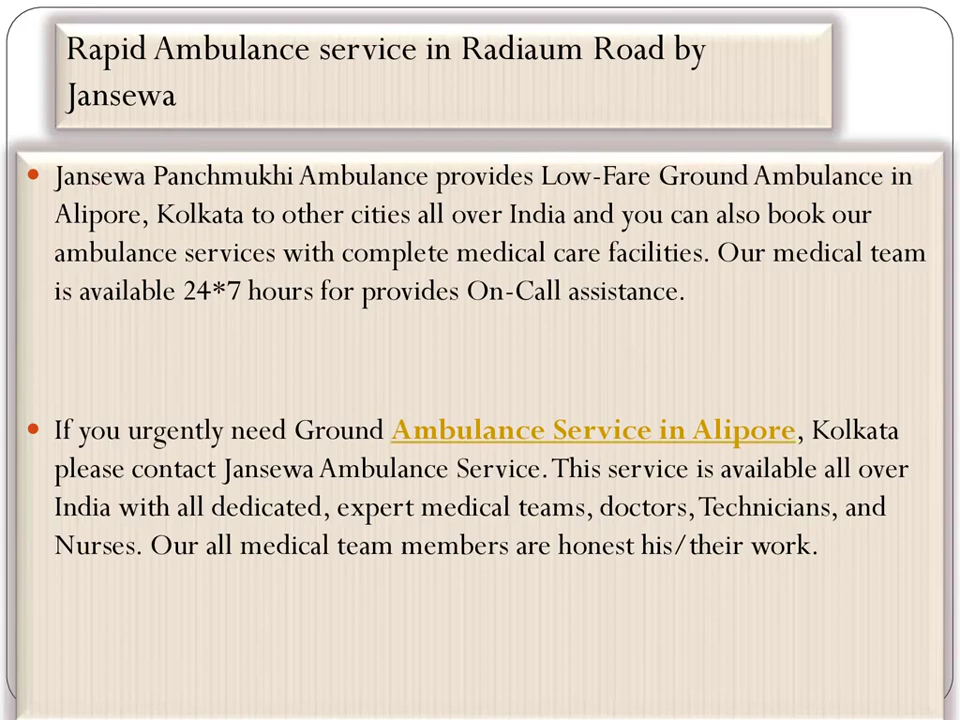 Rapid Ambulance service in Radiaum Road by
Jansewa
Jansewa Panchmukhi Ambulance provides Low-Fare Ground Ambulance in
Alipore, Kolkata to other cities all over India and you can also book our
ambulance services with complete medical care facilities. Our medical team
is available 24*7 hours for provides On-Call assistance.
If you urgently need Ground Ambulance Service in Alipore, Kolkata
please contact Jansewa Ambulance Service. This service is available all over
India with all dedicated, expert medical teams, doctors, Technicians, and
Nurses. Our all medical team members are honest his/their work.